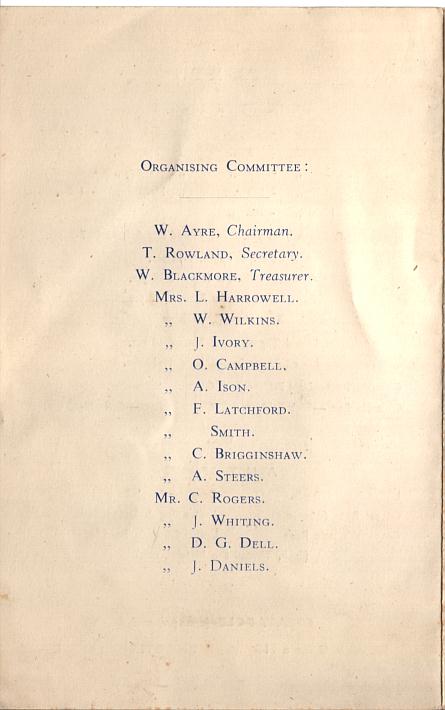 Organising Committee:
W. Ayre, Chairman.
T. Rowland, Secretary.
W. Blackmore, Treasurer.
Mrs. L. Harrowell.
„ W. Wilkins.
„ J. Ivory.
„ O. Campbell.
„ A. Ison.
„ F. Latchford.
„ Smith.
„ C. Brigginshaw.
„ A. Steers.
Mr. C. Rogers.
„ J. Whiting.
„ D. G. Dell.
„ J. Daniels.